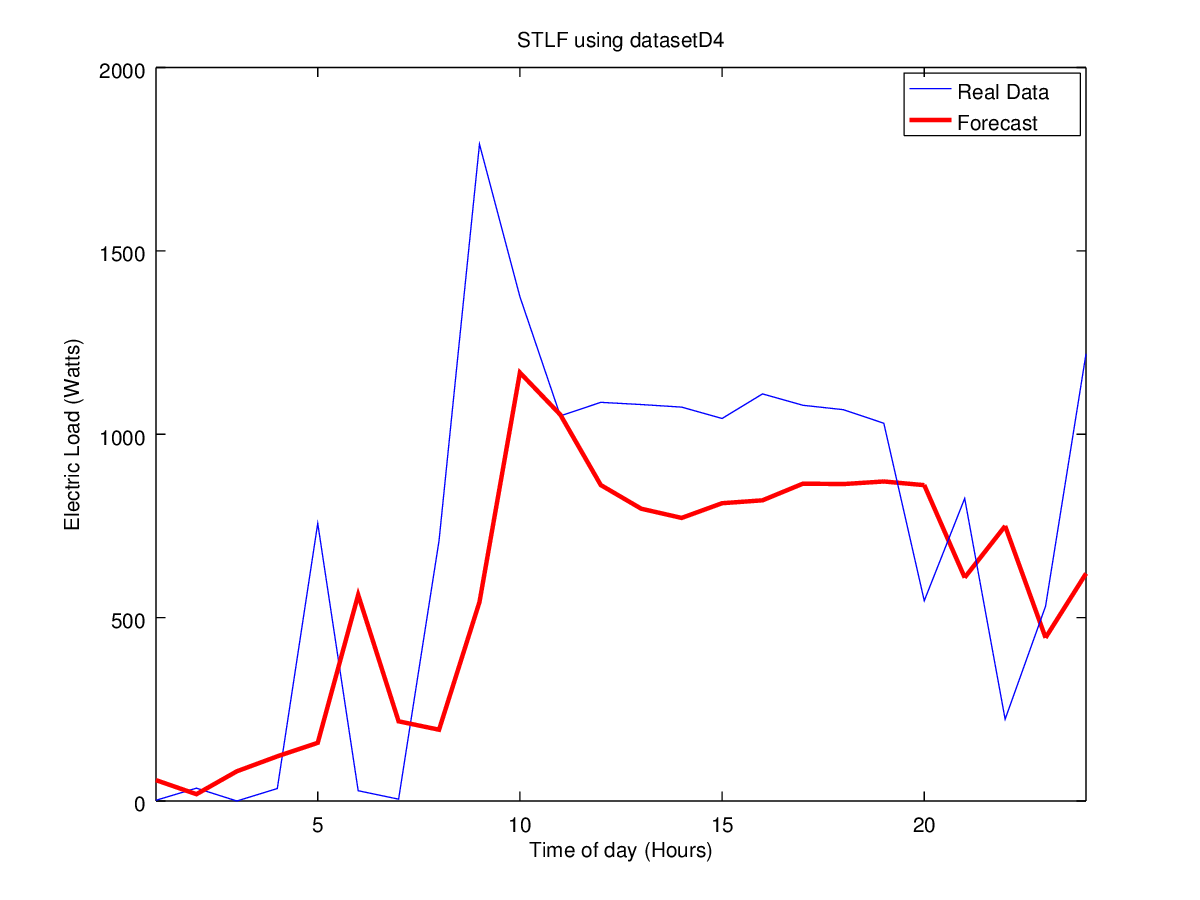 STLF using datasetD4
2000
1500
1000
500
0
Electric Load (Watts)
Real Data
Forecast
5
10
15
20
Time of day (Hours)